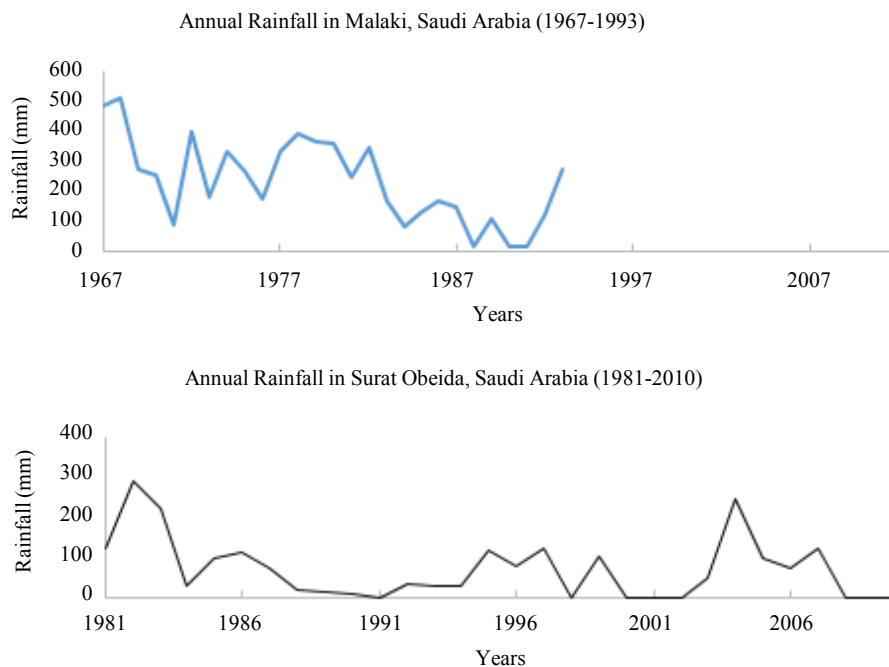 Annual Rainfall in Malaki, Saudi Arabia (1967-1993)
Rainfall (mm)
600
500
400
300
200
100
0
1967 1977 1987 1997 2007
Years
Annual Rainfall in Surat Obeida, Saudi Arabia (1981-2010)
Rainfall (mm)
400
300
200
100
0
1981 1986 1991 1996 2001 2006
Years